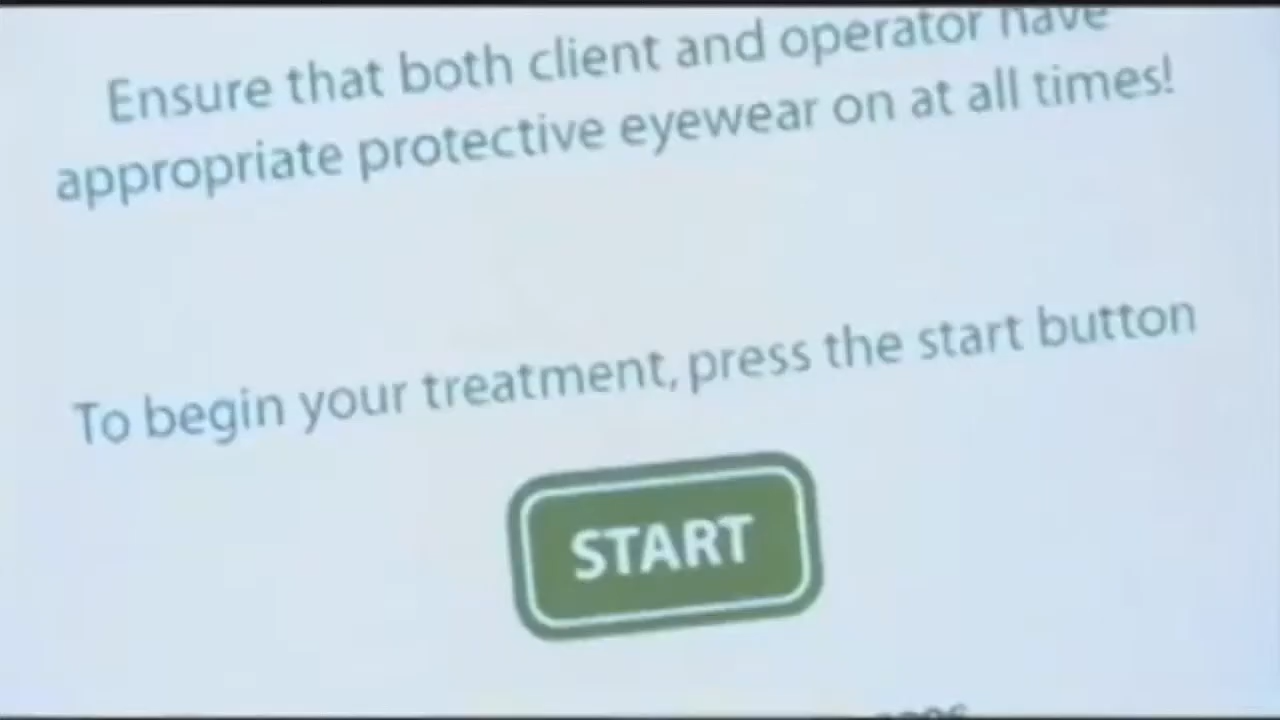 Ensure that both client and operator have
appropriate protective eyewear on at all times!
To begin your treatment, press the start button
START